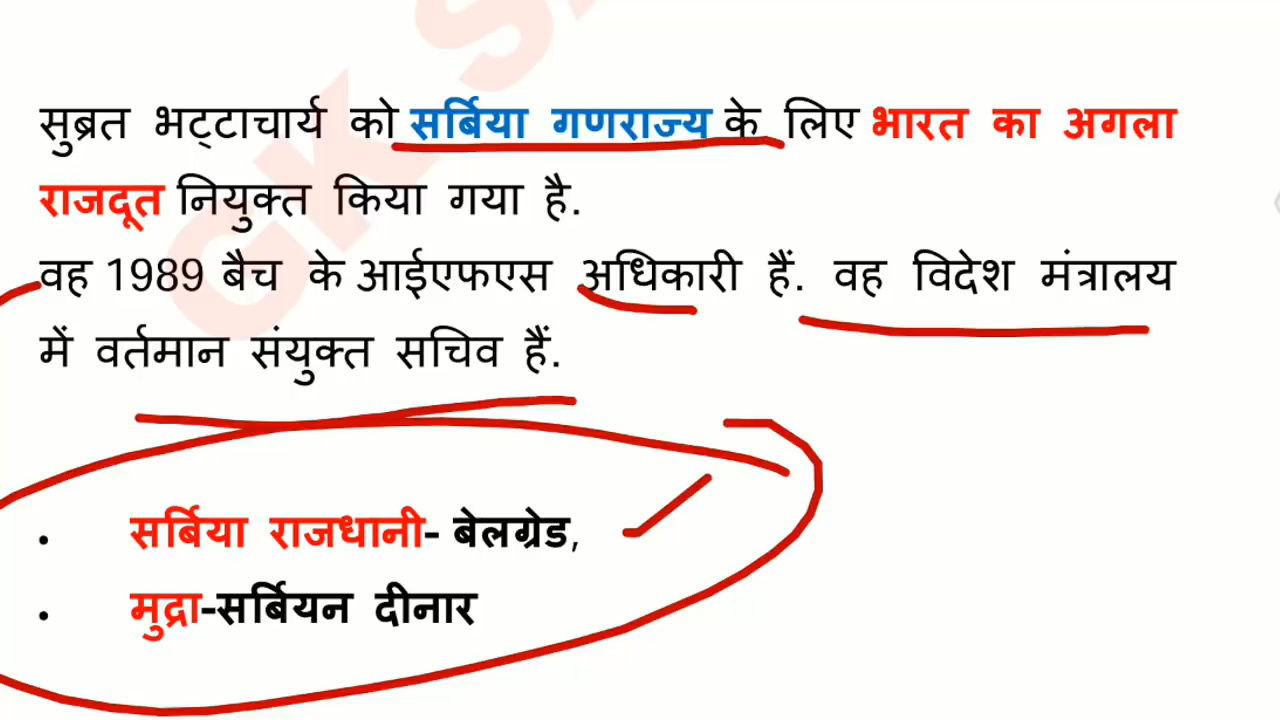 सुब्रत भट्टाचार्य को सर्बिया गणराज्य के लिए भारत का अगला
राजदूत नियुक्त किया गया है.
वह 1989 बैच के आईएफएस अधिकारी हैं. वह विदेश मंत्रालय
में वर्तमान संयुक्त सचिव हैं.
• सर्बिया राजधानी- बेलग्रेड,
• मुद्रा-सर्बियन दीनार